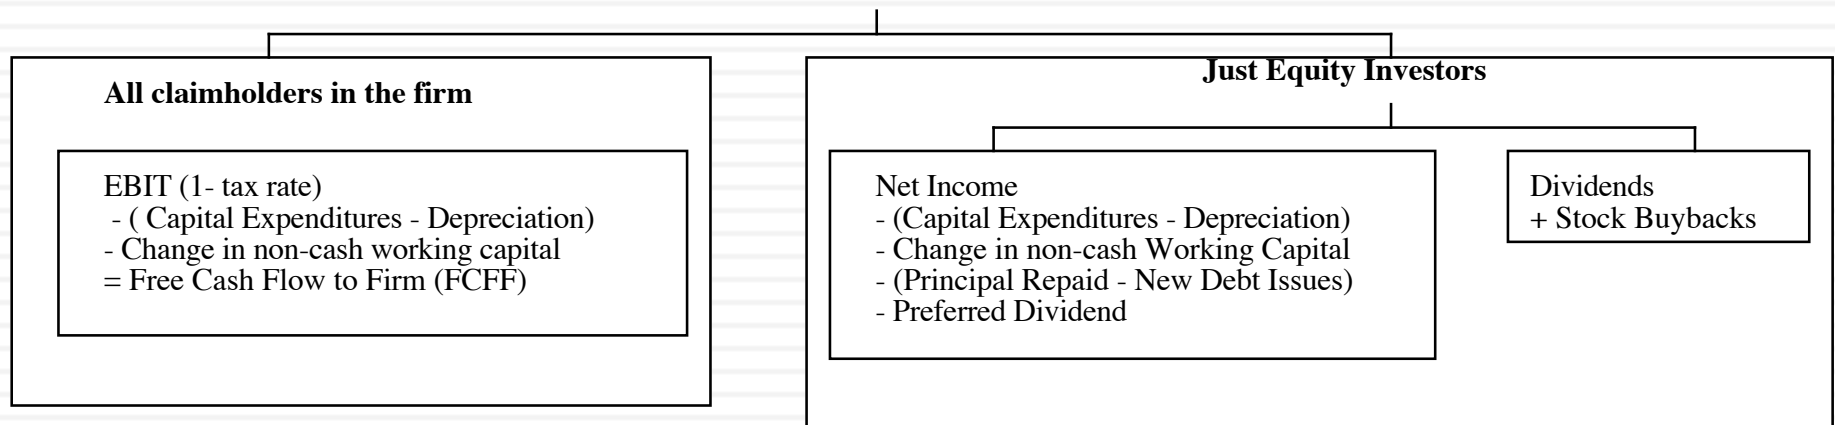 All claimholders in the firm
EBIT (1- tax rate)
- ( Capital Expenditures - Depreciation)
- Change in non-cash working capital
= Free Cash Flow to Firm (FCFF)
Just Equity Investors
Net Income
- (Capital Expenditures - Depreciation)
- Change in non-cash Working Capital
- (Principal Repaid - New Debt Issues)
- Preferred Dividend
Dividends
+ Stock Buybacks